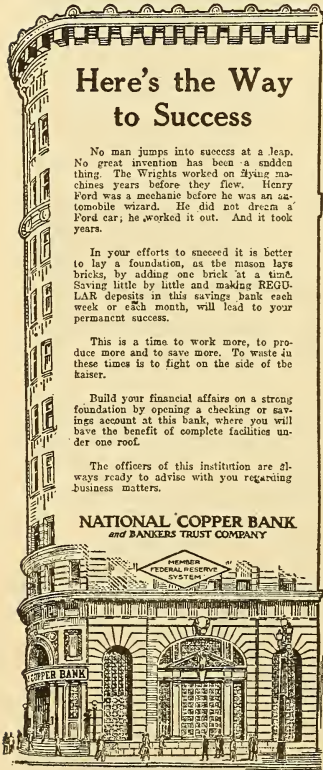 Here's the Way
to Success
No man jumps into success at a leap.
No great invention has been a sudden
thing. The Wrights worked on flying ma-
chines years before they flew. Henry
Ford was a mechanic before he was an au-
tomobile wizard. He did not dream a
Ford car; he worked it out. And it took
years.
In your efforts to succeed it is better
to lay a foundation, as the mason lays
bricks, by adding one brick at a time.
Saving little by little and making REGU-
LAR deposits in this savings bank each
week or each month, will lead to your
permanent success.
This is a time to work more, to pro-
duce more and to save more. To waste in
these times is to fight on the side of the
kaiser.
Build your financial affairs on a strong
foundation by opening a checking or sav-
ings account at this bank, where you will
have the benefit of complete facilities un-
der one roof.
The officers of this institution are al-
ways ready to advise with you regarding
business matters.
NATIONAL COPPER BANK
and BANKERS TRUST COMPANY
MEMBER
FEDERAL RESERVE
SYSTEM
COPPER BANK